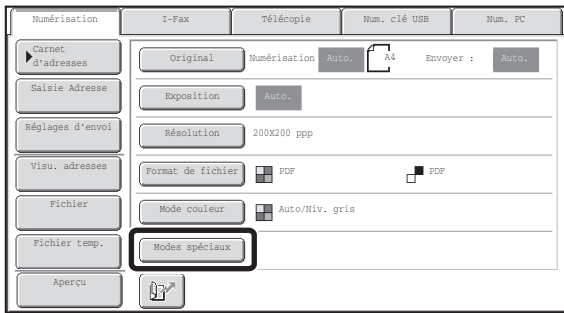 Numérisation I-Fax Télécopie Num. clé USB Num. PC
Carnet
d'adresses
Original Numérisation Auto. A4 Envoyer : Auto.
Saisie Adresse
Exposition Auto.
Réglages d'envoi
Résolution 200X200 ppp
Visu. adresses
Format de fichier PDF PDF
Fichier
Mode couleur Auto/Niv. gris
Fichier temp.
Modes spéciaux
Aperçu